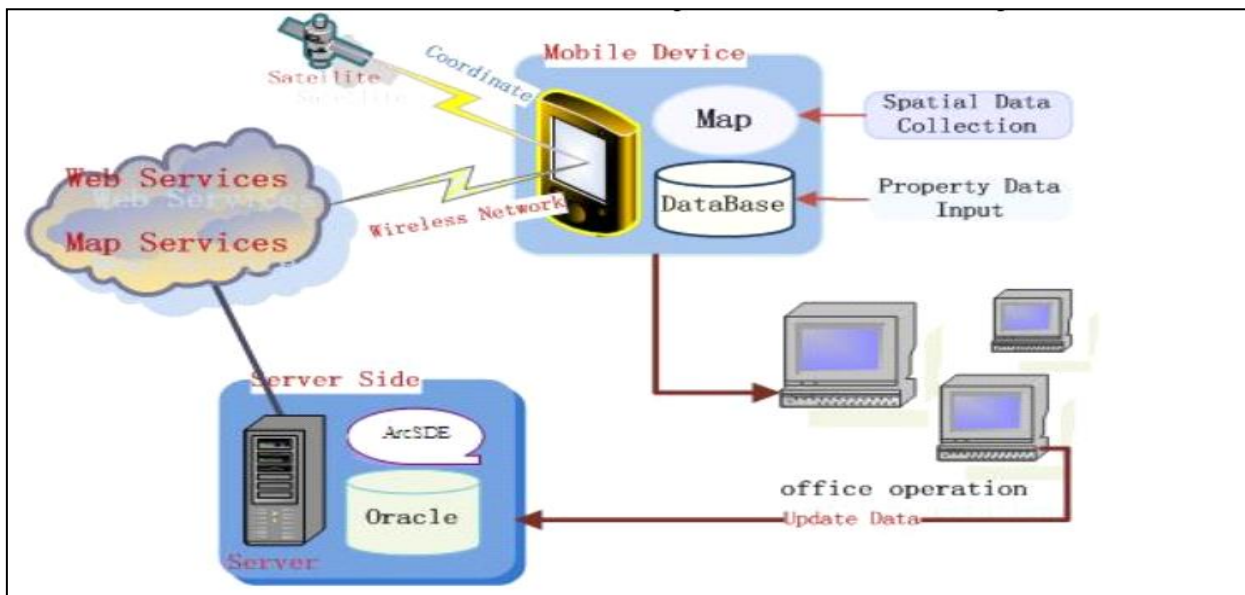 Mobile Device
Coordinate
Satellite
Map
Spatial Data
Collection
Web Services
Map Services
Wireless Network
DataBase
Property Data
Input
Server Side
ArcSDE
Oracle
Server
office operation
Update Data